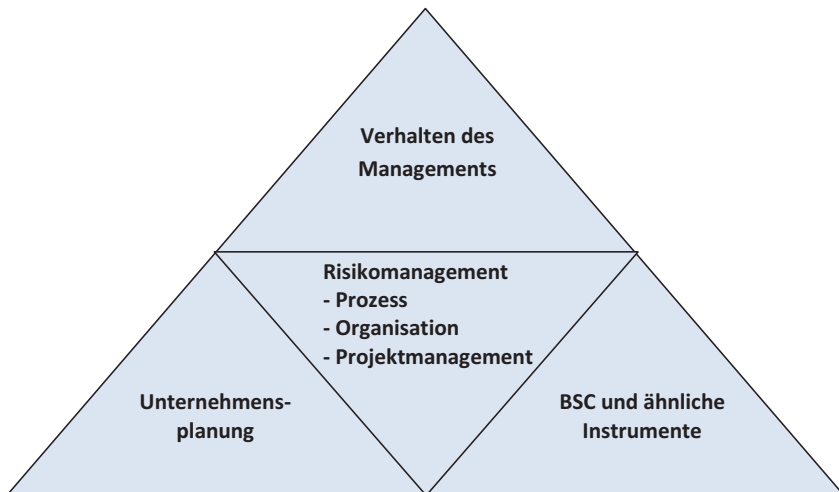 Verhalten des
Managements
Risikomanagement
- Prozess
- Organisation
- Projektmanagement
Unternehmens-
planung
BSC und ähnliche
Instrumente